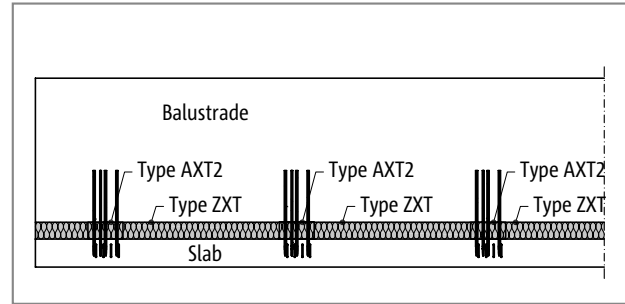 Balustrade
Type AXT2 Type AXT2 Type AXT2
Type ZXT Type ZXT Type ZXT
Slab